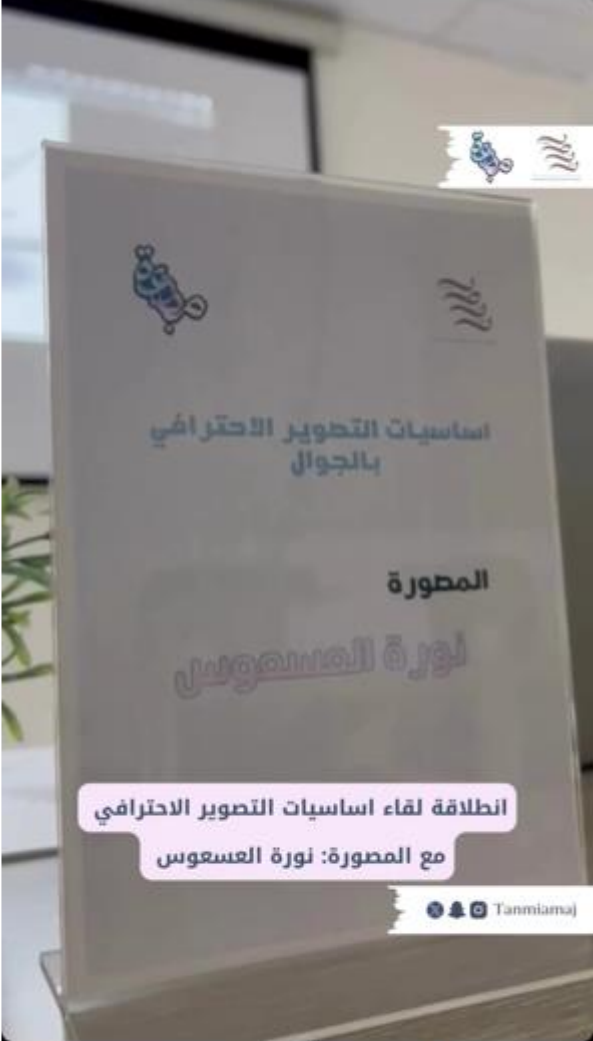 اساسيات التصوير الاحترافي
بالجوال
المصورة
نورة العسعوس
انطلاقة لقاء اساسيات التصوير الاحترافي
مع المصورة: نورة العسعوس
Tanmiamaj